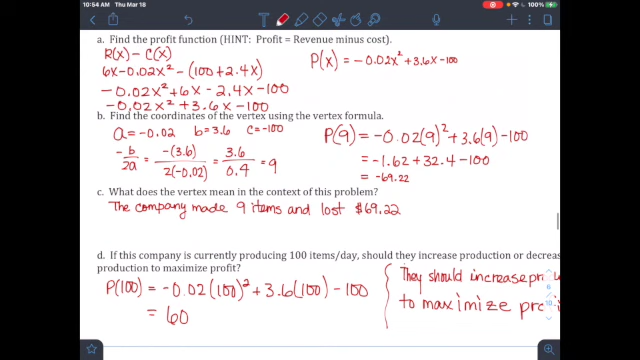 10:54 AM Thu Mar 18
a. Find the profit function (HINT: Profit = Revenue minus cost).
R(x) - C(x)
6x - 0.02x² - (100 + 2.4x)
-0.02x² + 6x - 2.4x - 100
-0.02x² + 3.6x - 100
P(x) = -0.02x² + 3.6x - 100
b. Find the coordinates of the vertex using the vertex formula.
a = -0.02 b = 3.6 c = -100
-b/2a = -(3.6)/2(-0.02) = 3.6/0.4 = 9
P(9) = -0.02(9)² + 3.6(9) - 100
= -1.62 + 32.4 - 100
= -69.22
c. What does the vertex mean in the context of this problem?
The company made 9 items and lost $69.22
d. If this company is currently producing 100 items/day, should they increase production or decreas
production to maximize profit?
P(100) = -0.02(100)² + 3.6(100) - 100
= 60
They should increase produ
to maximize profi
6
10